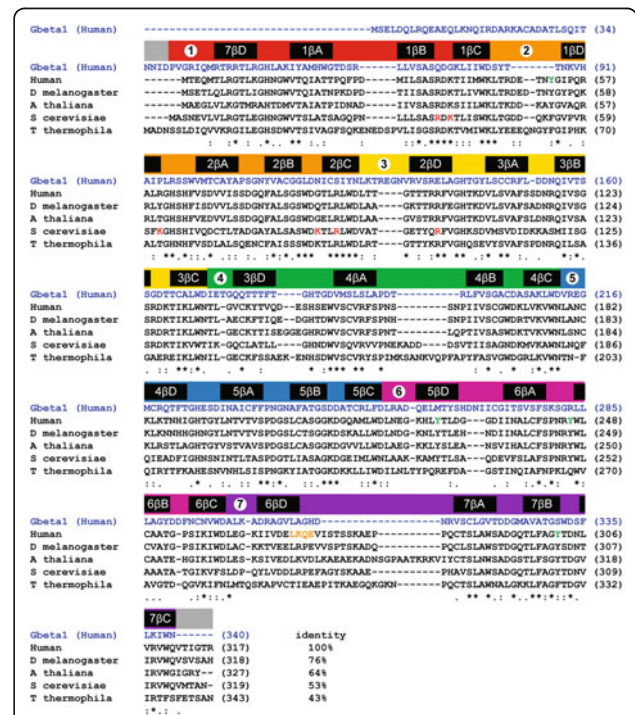 Gbeta1 (Human) ------------------------------------MSELDQLRQEAEQLKNQIRDARKACADATLSQIT (34)
1 7βD 1βA 1βB 1βC 2 1βD
Gbeta1 (Human) NNIDPVGRIQMRTRRTLRGHLAKIYAMHWGTDSR-------LLVSASQDGKLIIWDSYT------TNKVH (91)
Human ----MTEQMTLRGTLKGHNGWVTQIATTPQFPD-------MILSASRDKTIIMWKLTRDE--TNYGIPQR (57)
D melanogaster ----MSETLQLRGTLIGHNGWVTQIATNPKDPD-------TIISASRDKTLIVWKLTRDE--DTNYGYPQK (58)
A thaliana ----MAEGLVLKGTMRAHTDMVTAIATPIDNAD-------IIVSASRDKSIILWKLTKDD--KAYGVAQR (57)
S cerevisiae ---MASNEVLVLRGTLEGHNGWVTSLATSAGQPN------LLLSASRDKTLISWKLTGDD--QKFGVPVR (59)
T thermophila --MADNSSLDIQVVKRGILEGHSDWVTSIVAGFSQKENEDSPVLISGSRDKTVMIWKLYEEEQNGYFGIPHK (70)
2βA 2βB 2βC 3 2βD 3βA 3βB
Gbeta1 (Human) AIPLRSSWVMTCAYAPSGNYVACGGLDNICSIYNLKTREGNVRVSRELAGHTGYLSCCRFLDDNQIVTS (160)
Human ALRGHSHFVSDVVISSDGQFALSGSWDGTLRLWDLTT------GTTTRRFVGHTKDVLSVAFSSDNRQIVSG (123)
D melanogaster RLYGHSHFISDVVLSSDGNYALSGSWDQTLRLWDLAA------GKTTRRFEGHTKDVLSVAFSADNRQIVSG (124)
A thaliana RLTGHSHFVEDVVLSSDGQFALSGSWDGELRLWDLAA------GVSTRRFVGHTKDVLSVAFSLDNRQIVSA (123)
S cerevisiae SFKGHSHIVQDCTLTADGAYALSASWDKTLRLWDVAT------GETYQRFVGHKSDVMSVDIDKKASMIISG (125)
T thermophila ALTGHNHFVSDLALSQENCFAISSSWDKTLRLWDLRT------GTTYKRFVGHQSEVYSVAFSPDNRQILSA (136)
3βC 4 3βD 4βA 4βB 4βC 5
Gbeta1 (Human) SGDTTCALWDIETGQQTTTFT-----GHTGDVMSLSLAPDT----------RLFVSGACDASAKLWDVREG (216)
Human SRDKTIKLWNTL-GVCKYTVQD----ESHSEWVSCVRFSPNS---------SNPIIVSCGWDKLVKVWNLANC (182)
D melanogaster SRDKTIKLWNTL-AECKFTIQE----DGHTDWVSCVRFSPNH---------SNPIIVSCGWDRTVKVWNLANC (183)
A thaliana SRDRTIKLWNTL-GECKYTISEGGEGHRDWVSCVRFSPNT-----------LQPTIVSASWDKTVKVWNLSNC (184)
S cerevisiae SRDKTIKVWTIK-GQCLATLL-----GHNDWVSQVRVVPNEKADD------DSVTIISAGNDKMVKAWNLNQF (186)
T thermophila GAEREIKLWNIL-GECKFSSAEK---ENHSDWVSCVRYSPIMKSANKVQPFAPYFASVGWDGRLKVWNTN-F (203)
4βD 5βA 5βB 5βC 6 5βD 6βA
Gbeta1 (Human) MCRQTFTGHESDINAICFFPNGNAFATGSDDATCRLFDLRAD-QELMTYSHDNIICGITSVSFSKSGRLL (285)
Human KLKTNHIGHTGYLNTVTVSPDGSLCASGGKDGQAMLWDLNEG-KHLYTLDG---GDIINALCFSPNRYWL (248)
D melanogaster KLKNNHHGHNGYLNTVTVSPDGSLCTSGGKDSKALLWDLNDG-KNLYTLEH---NDIINALCFSPNRYWL (249)
A thaliana KLRSTLAGHTGYVSTVAVSPDGSLCASGGKDGVVLLWDLAEG-KKLYSLEA---NSVIHALCFSPNRYWL (250)
S cerevisiae QIEADFIGHNSNINTLTASPDGTLIASAGKDGEIMLWNLAAK-KAMYTLSA---QDEVFSLAFSPNRYWL (252)
T thermophila QIRYTFKAHESNVNHLSISPNGKYIATGGKDKKLLIWDILNLTYPQREFDA---GSTINQIAFNPKLQWV (270)
6βB 6βC 7 6βD 7βA 7βB
Gbeta1 (Human) LAGYDDFNCNVWDALK-ADRAGVLAGHD-----------------NRVSCLGVTDDGMAVATGSWDSF (335)
Human CAATG-PSIKIWDLEG-KIIVDELKQEVISTSSKAEP--------PQCTSLAWSADGQTLFAGYTDNL (306)
D melanogaster CVAYG-PSIKIWDLAC-KKTVEELRPEVVSPTSKADQ--------PQCLSLAWSTDGQTLFAGYSDNT (307)
A thaliana CAATE-HGIKIWDLES-KSIVEDLKVDLKAEAEKADNSGPAATKRKVIYCTSLNWSADGSTLFSGYTDGV (318)
S cerevisiae AAATA-TGIKVFSLDP-QYLVDDLRPEFAGYSKAAE---------PHAVSLAWSADGQTLFAGYTDNV (309)
T thermophila AVGTD-QGVKIFNLMTQSKAPVCTIEAEPITKAEGQKGKN-----PQCTSLAWNALGKKLFAGFTDGV (332)
7βC
Gbeta1 (Human) LKIWN------ (340) identity
Human VRVWQVTIGTR (317) 100%
D melanogaster IRVWQVSVSAH (318) 76%
A thaliana IRVWGIGRY-- (327) 64%
S cerevisiae IRVWQVMTAN- (319) 53%
T thermophila IRTFSFETSAN (343) 43%